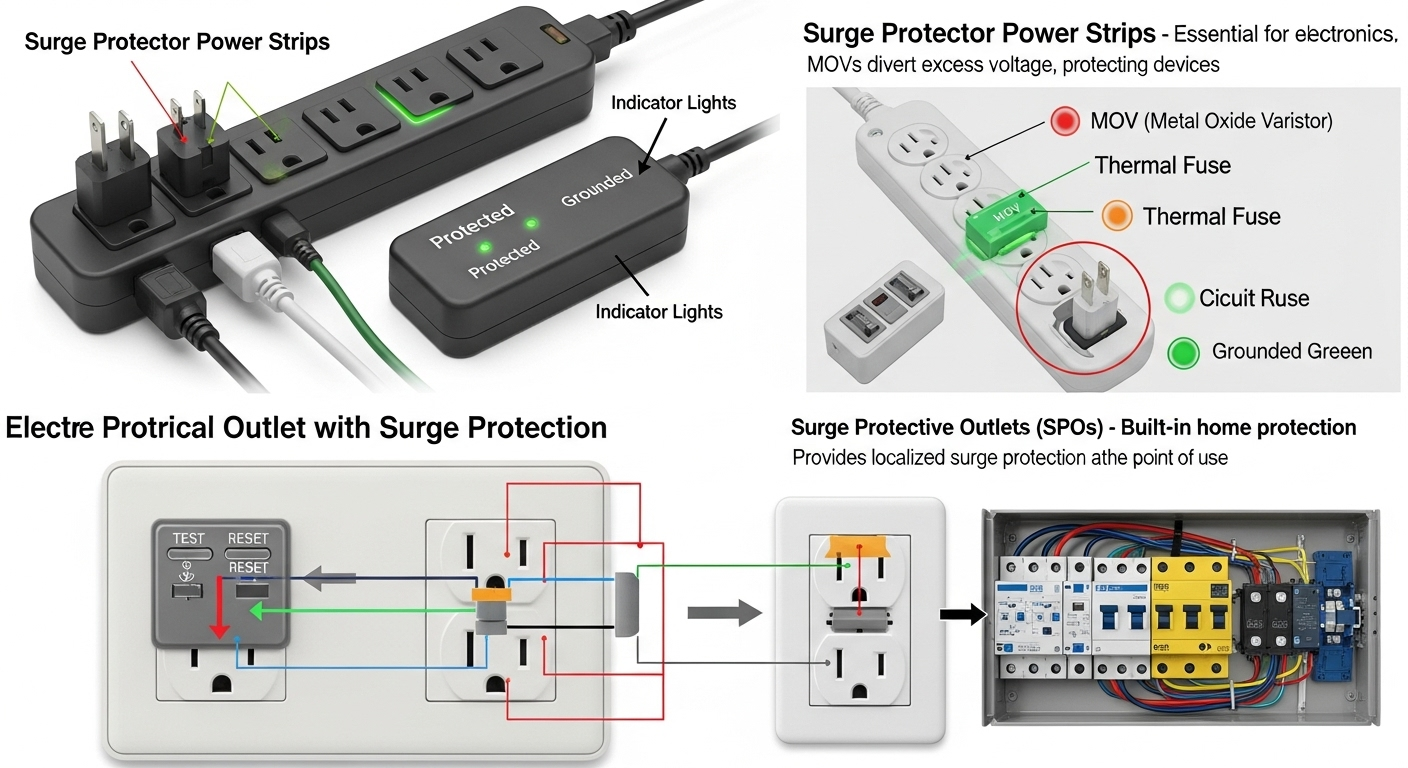 Surge Protector Power Strips
Indicator Lights
Protected
Grounded
Protected
Indicator Lights
Surge Protector Power Strips - Essential for electronics,
MOVs divert excess voltage, protecting devices
MOV (Metal Oxide Varistor)
Thermal Fuse
MOV
Thermal Fuse
Cicuit Ruse
Grounded Greeen
Electre Protrical Outlet with Surge Protection
TEST
RESET
RESET
Surge Protective Outlets (SPOs) - Built-in home protection
Provides localized surge protection athe point of use